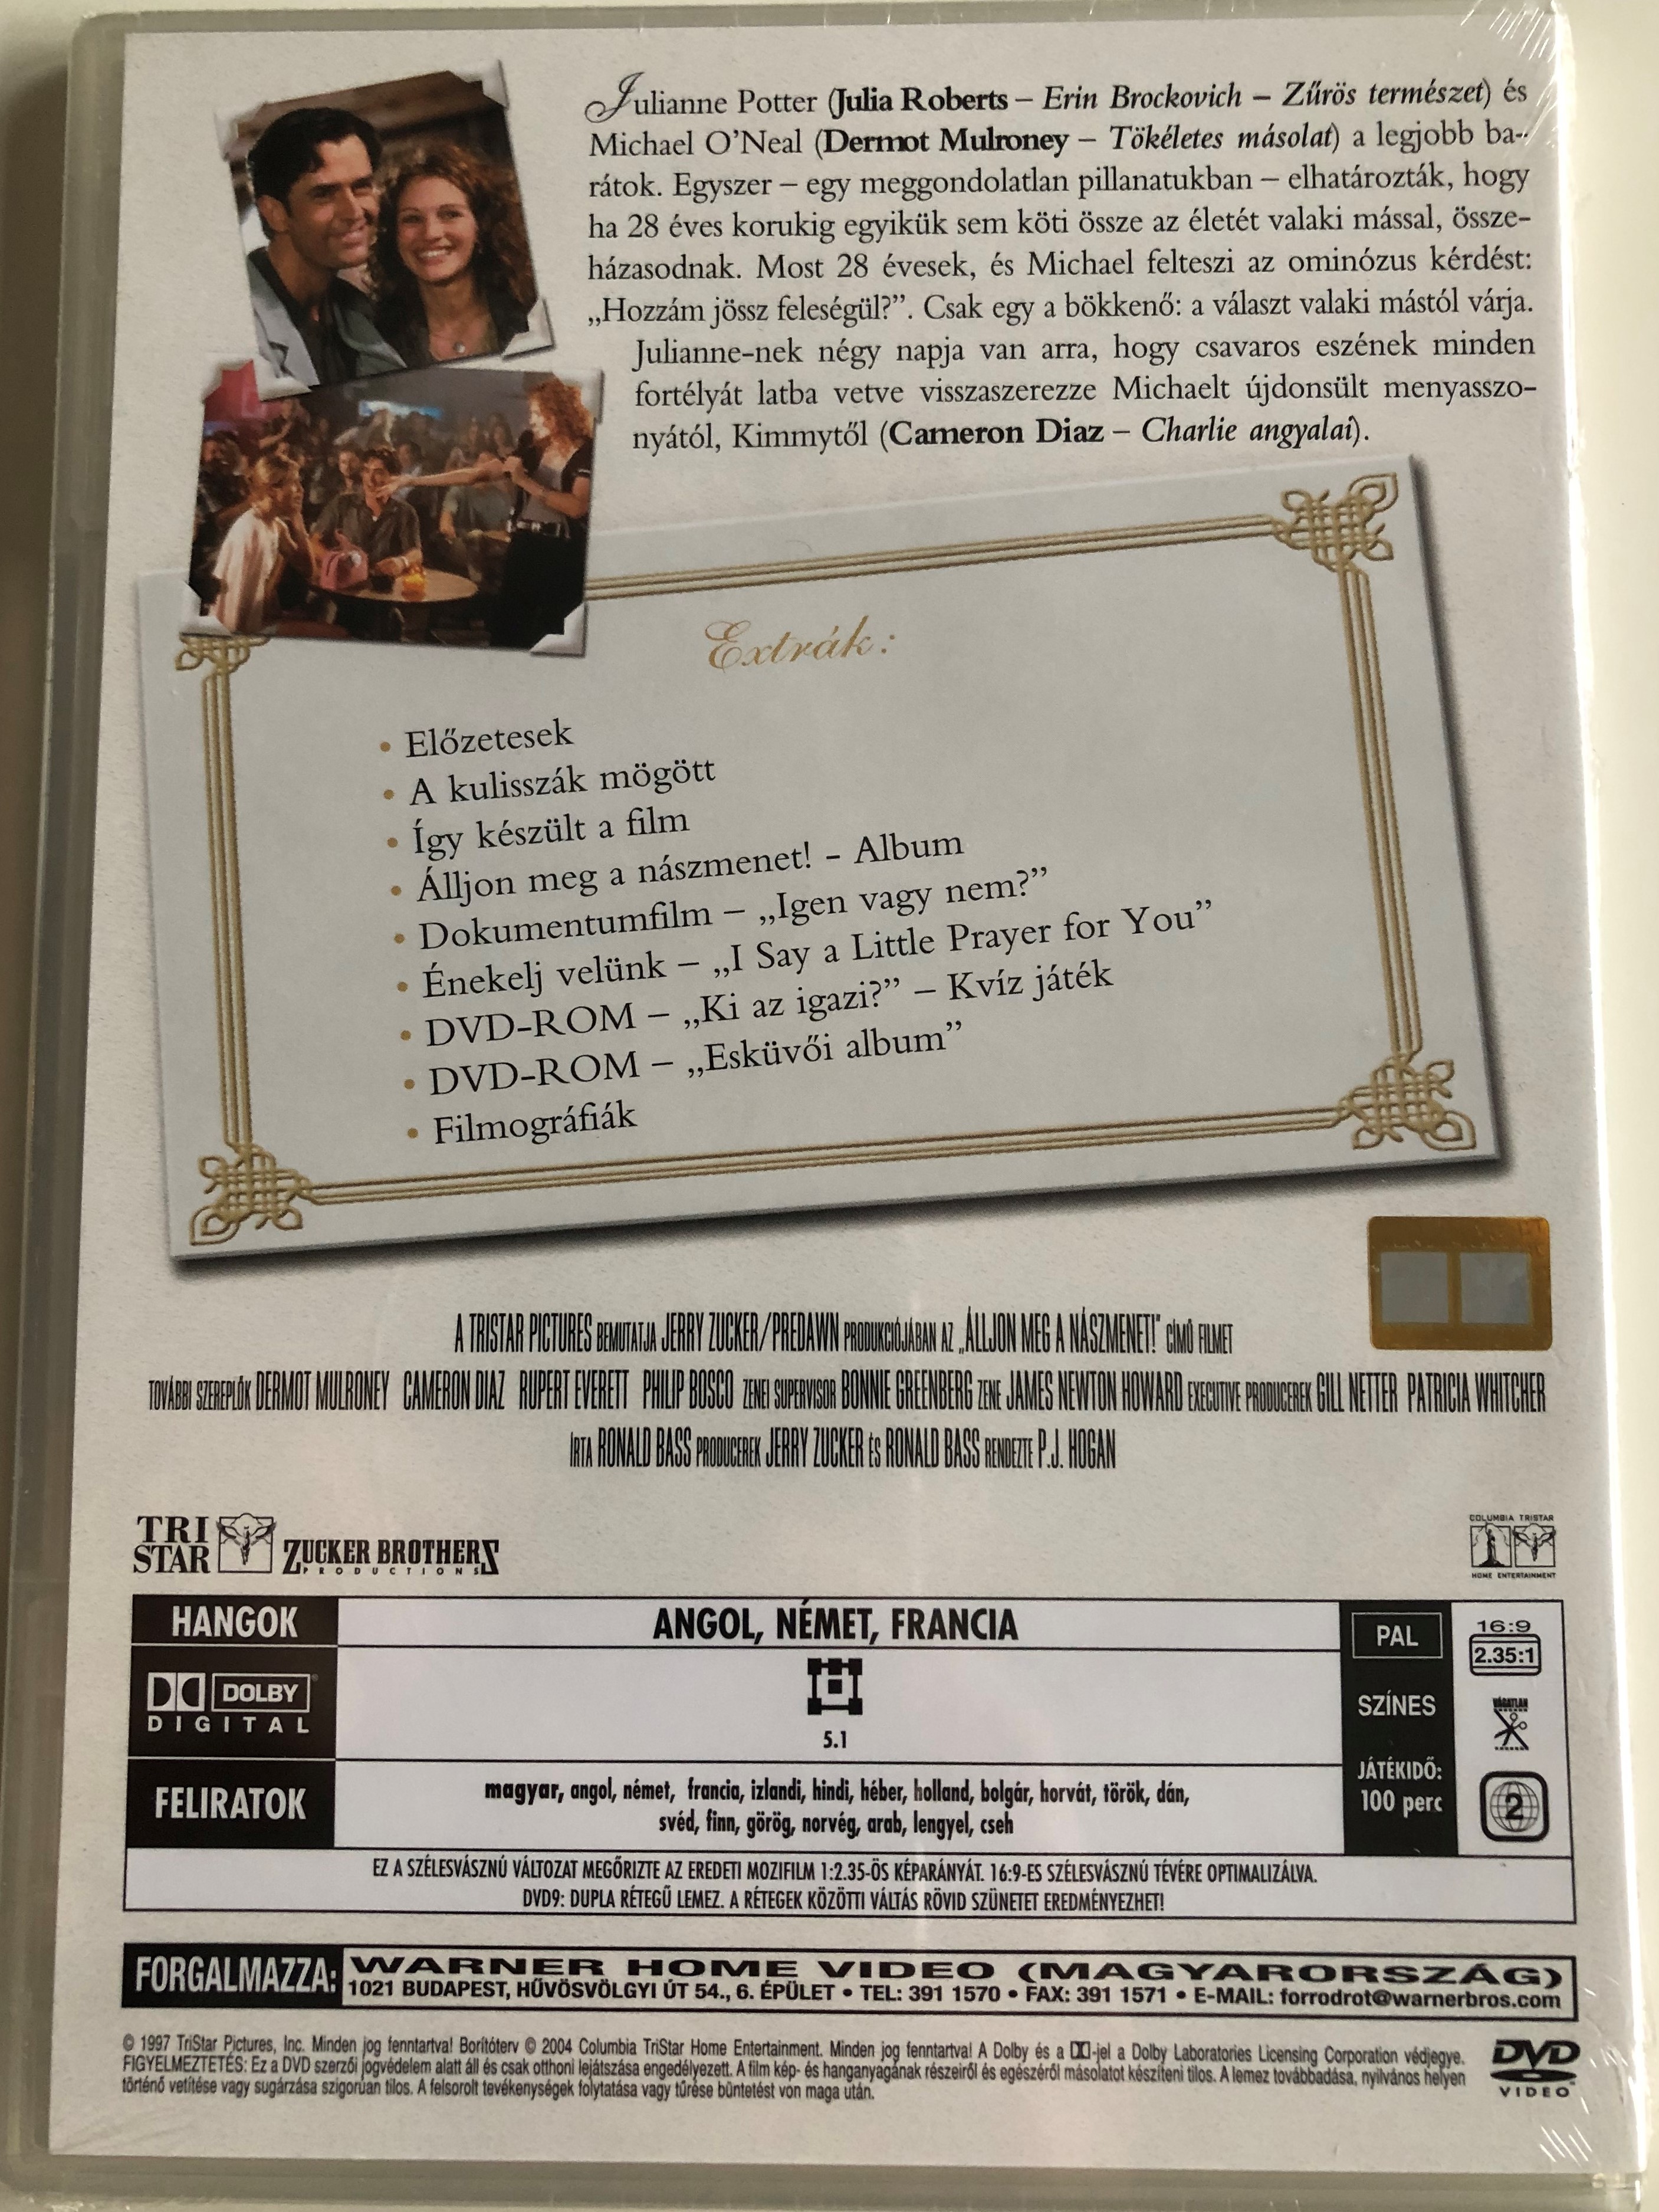 Julianne Potter (Julia Roberts – Erin Brockovich – Zűrös természet) és
Michael O'Neal (Dermot Mulroney – Tökéletes másolat) a legjobb ba-
rátok. Egyszer – egy meggondolatlan pillanatukban – elhatározták, hogy
ha 28 éves korukig egyikük sem köti össze az életét valaki mással, össze-
házasodnak. Most 28 évesek, és Michael felteszi az ominózus kérdést:
„Hozzám jössz feleségül?”. Csak egy a bökkenő: a választ valaki mástól várja.
Julianne-nek négy napja van arra, hogy csavaros eszének minden
fortélyát latba vetve visszaszerezze Michaelt újdonsült menyasszo-
nyától, Kimmytől (Cameron Diaz – Charlie angyalai).
Extrák:
• Előzetesek
• A kulisszák mögött
• Így készült a film
• Álljon meg a nászmenet! - Album
• Dokumentumfilm – „Igen vagy nem?”
• Énekelj velünk – „I Say a Little Prayer for You”
• DVD-ROM – „Ki az igazi?” – Kvíz játék
• DVD-ROM – „Esküvői album”
• Filmográfiák
A TRISTAR PICTURES BEMUTATJA JERRY ZUCKER/PREDAWN PRODUKCIÓJÁBAN AZ „ÁLLJON MEG A NÁSZMENET!” CÍMŰ FILMET
TOVÁBBI SZEREPLŐK DERMOT MULRONEY CAMERON DIAZ RUPERT EVERETT PHILIP BOSCO ZENEI SUPERVISOR BONNIE GREENBERG ZENE JAMES NEWTON HOWARD EXECUTIVE PRODUCEREK GILL NETTER PATRICIA WHITCHER
ÍRTA RONALD BASS PRODUCEREK JERRY ZUCKER ÉS RONALD BASS RENDEZTE P.J. HOGAN
TRI
STAR
ZUCKER BROTHERS
PRODUCTIONS
COLUMBIA TRISTAR
HOME ENTERTAINMENT
HANGOK
ANGOL, NÉMET, FRANCIA
DOLBY
DIGITAL
5.1
FELIRATOK
magyar, angol, német, francia, izlandi, hindi, héber, holland, bolgár, horvát, török, dán,
svéd, finn, görög, norvég, arab, lengyel, cseh
PAL
SZÍNES
JÁTÉKIDŐ:
100 perc
16:9
2.35:1
VÁGATLAN
2
EZ A SZÉLESVÁSZNÚ VÁLTOZAT MEGŐRIZTE AZ EREDETI MOZIFILM 1:2.35-ÖS KÉPARÁNYÁT. 16:9-ES SZÉLESVÁSZNÚ TÉVÉRE OPTIMALIZÁLVA.
DVD9: DUPLA RÉTEGŰ LEMEZ. A RÉTEGEK KÖZÖTTI VÁLTÁS RÖVID SZÜNETET EREDMÉNYEZHET!
FORGALMAZZA:
WARNER HOME VIDEO (MAGYARORSZÁG)
1021 BUDAPEST, HŰVÖSVÖLGYI ÚT 54., 6. ÉPÜLET • TEL: 391 1570 • FAX: 391 1571 • E-MAIL: forrodrot@warnerbros.com
© 1997 TriStar Pictures, Inc. Minden jog fenntartva! Borítóterv © 2004 Columbia TriStar Home Entertainment. Minden jog fenntartva! A Dolby és a -jel a Dolby Laboratories Licensing Corporation védjegye.
FIGYELMEZTETÉS: Ez a DVD szerzői jogvédelem alatt áll és csak otthoni lejátszása engedélyezett. A film kép- és hanganyagának részeiről és egészéről másolatot készíteni tilos. A lemez továbbadása, nyilvános helyen
történő vetítése vagy sugárzása szigorúan tilos. A felsorolt tevékenységek folytatása vagy tűrése büntetést von maga után.
DVD
VIDEO